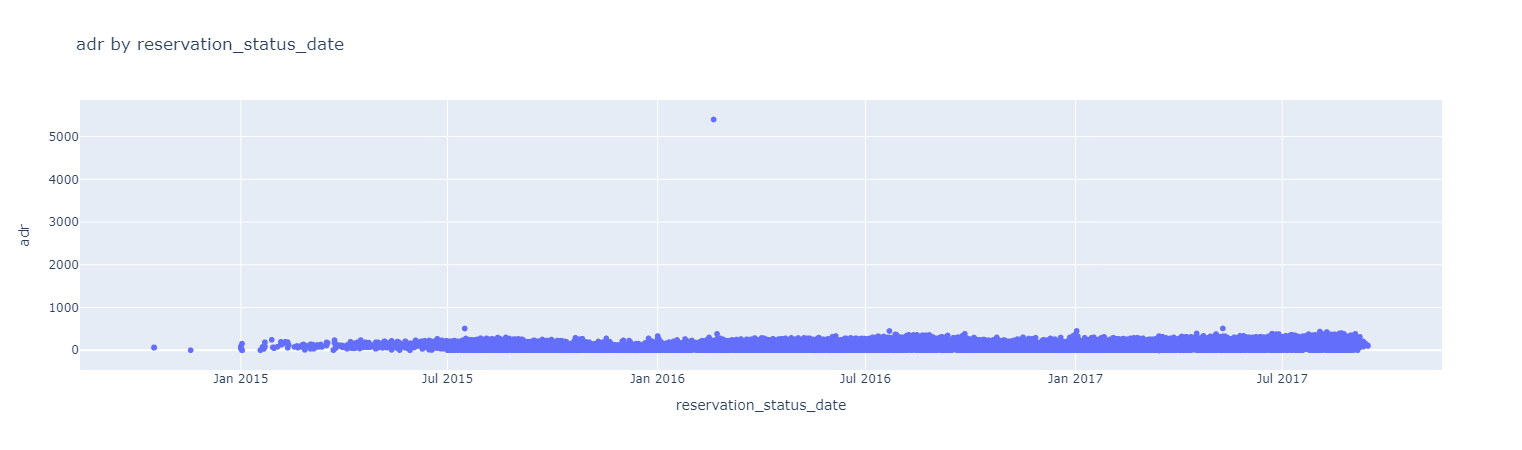 adr by reservation_status_date
adr
5000
4000
3000
2000
1000
0
Jan 2015
Jul 2015
Jan 2016
Jul 2016
Jan 2017
Jul 2017
reservation_status_date